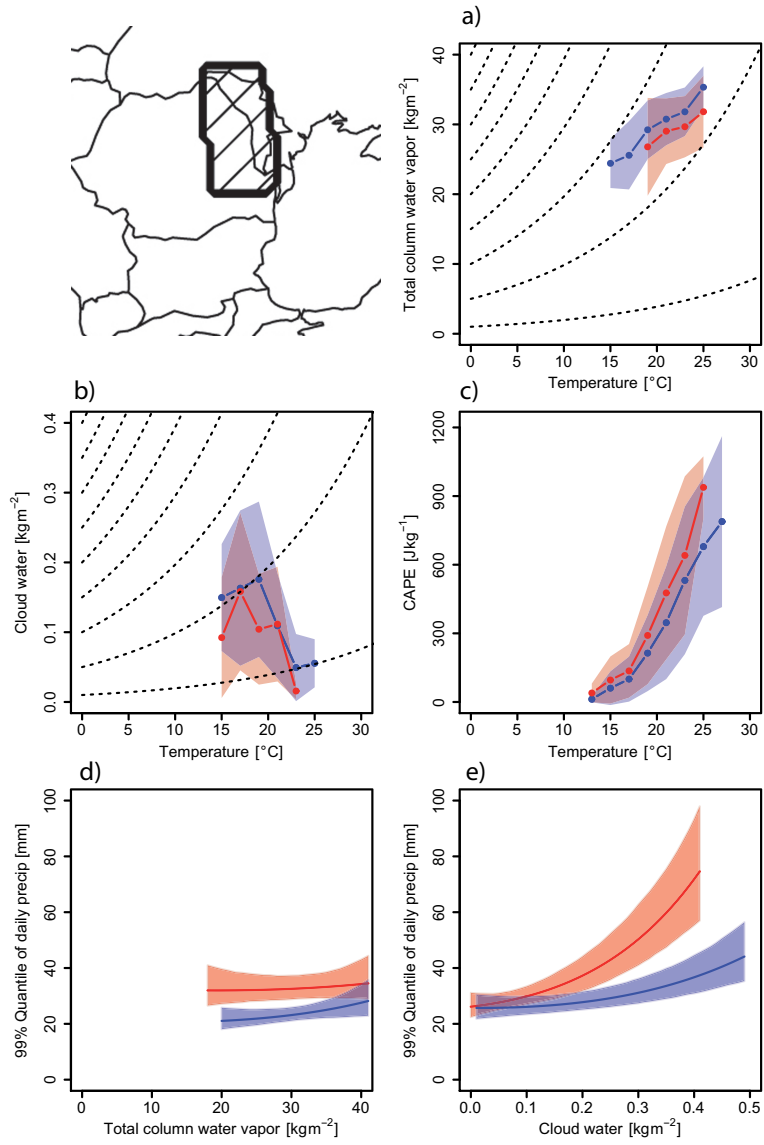 a)
Total column water vapor [kgm−2]
40
30
20
10
0
0 5 10 15 20 25 30
Temperature [°C]
b)
Cloud water [kgm−2]
0.4
0.3
0.2
0.1
0.0
0 5 10 15 20 25 30
Temperature [°C]
c)
CAPE [Jkg−1]
1200
900
600
300
0
0 5 10 15 20 25 30
Temperature [°C]
d)
99% Quantile of daily precip [mm]
100
80
60
40
20
0
0 10 20 30 40
Total column water vapor [kgm−2]
e)
99% Quantile of daily precip [mm]
100
80
60
40
20
0
0.0 0.1 0.2 0.3 0.4 0.5
Cloud water [kgm−2]